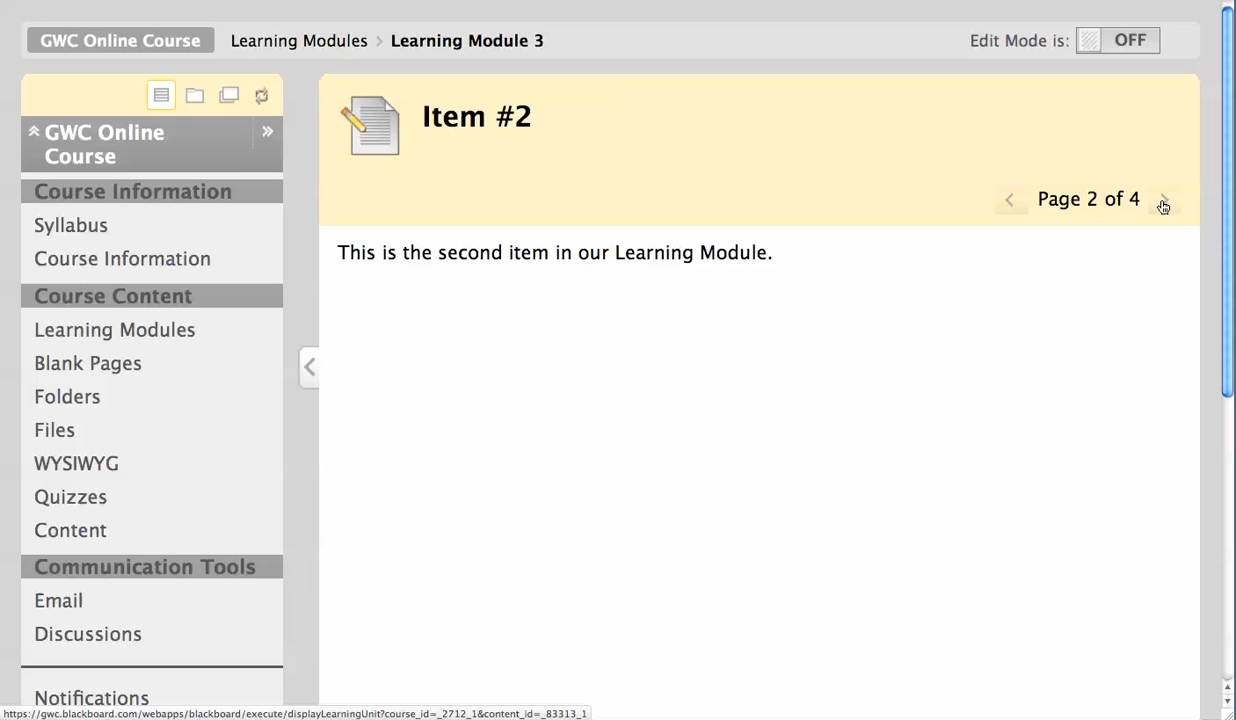 GWC Online Course
Learning Modules > Learning Module 3
Edit Mode is: OFF
GWC Online
Course
Course Information
Syllabus
Course Information
Course Content
Learning Modules
Blank Pages
Folders
Files
WYSIWYG
Quizzes
Content
Communication Tools
Email
Discussions
Notifications
Item #2
Page 2 of 4
This is the second item in our Learning Module.
https://gwc.blackboard.com/webapps/blackboard/execute/displayLearningUnit?course_id=_2712_1&content_id=_83313_1